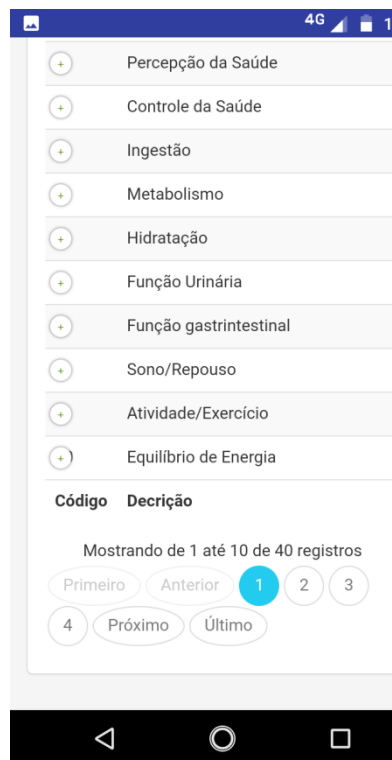 4G 1
+ Percepção da Saúde
+ Controle da Saúde
+ Ingestão
+ Metabolismo
+ Hidratação
+ Função Urinária
+ Função gastrintestinal
+ Sono/Repouso
+ Atividade/Exercício
+ Equilíbrio de Energia
Código Decrição
Mostrando de 1 até 10 de 40 registros
Primeiro Anterior 1 2 3
4 Próximo Último